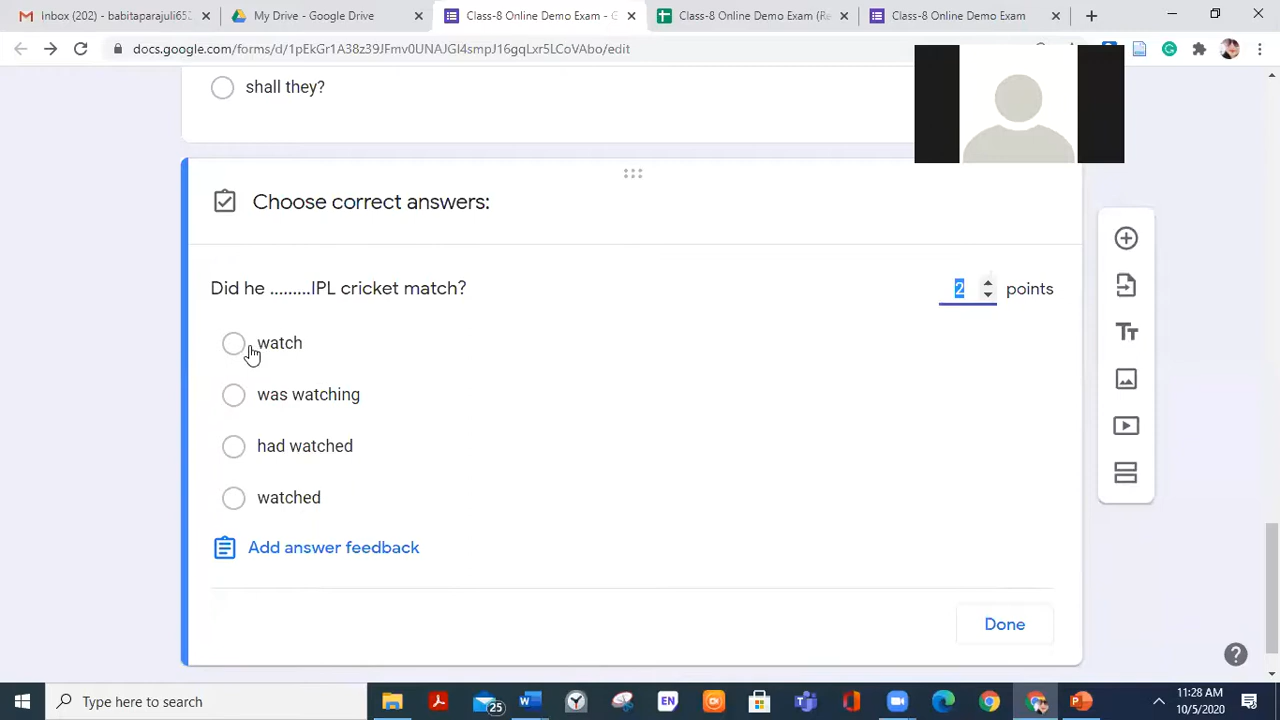 Inbox (202) - babitaparajuli5
My Drive - Google Drive
Class-8 Online Demo Exam - G
Class-8 Online Demo Exam (Re
Class-8 Online Demo Exam
docs.google.com/forms/d/1pEkGr1A38z39JFmv0UNAJGl4smpJ16gqLxr5LCoVAbo/edit
shall they?
Choose correct answers:
Did he .........IPL cricket match?
2 points
watch
was watching
had watched
watched
Add answer feedback
Done
Type here to search
25
EN
11:28 AM
10/5/2020